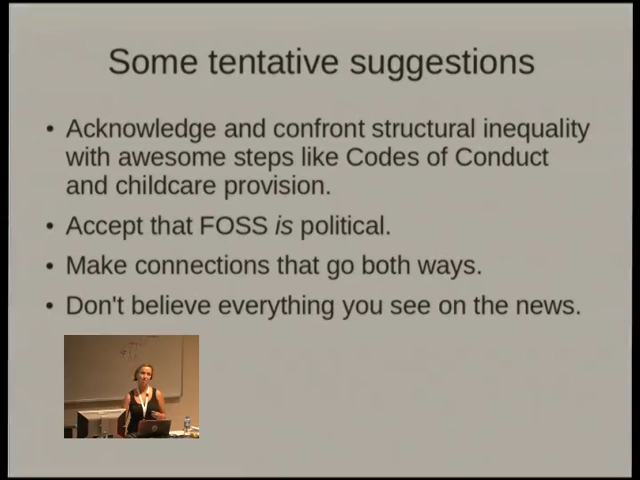 Some tentative suggestions
• Acknowledge and confront structural inequality
with awesome steps like Codes of Conduct
and childcare provision.
• Accept that FOSS is political.
• Make connections that go both ways.
• Don't believe everything you see on the news.